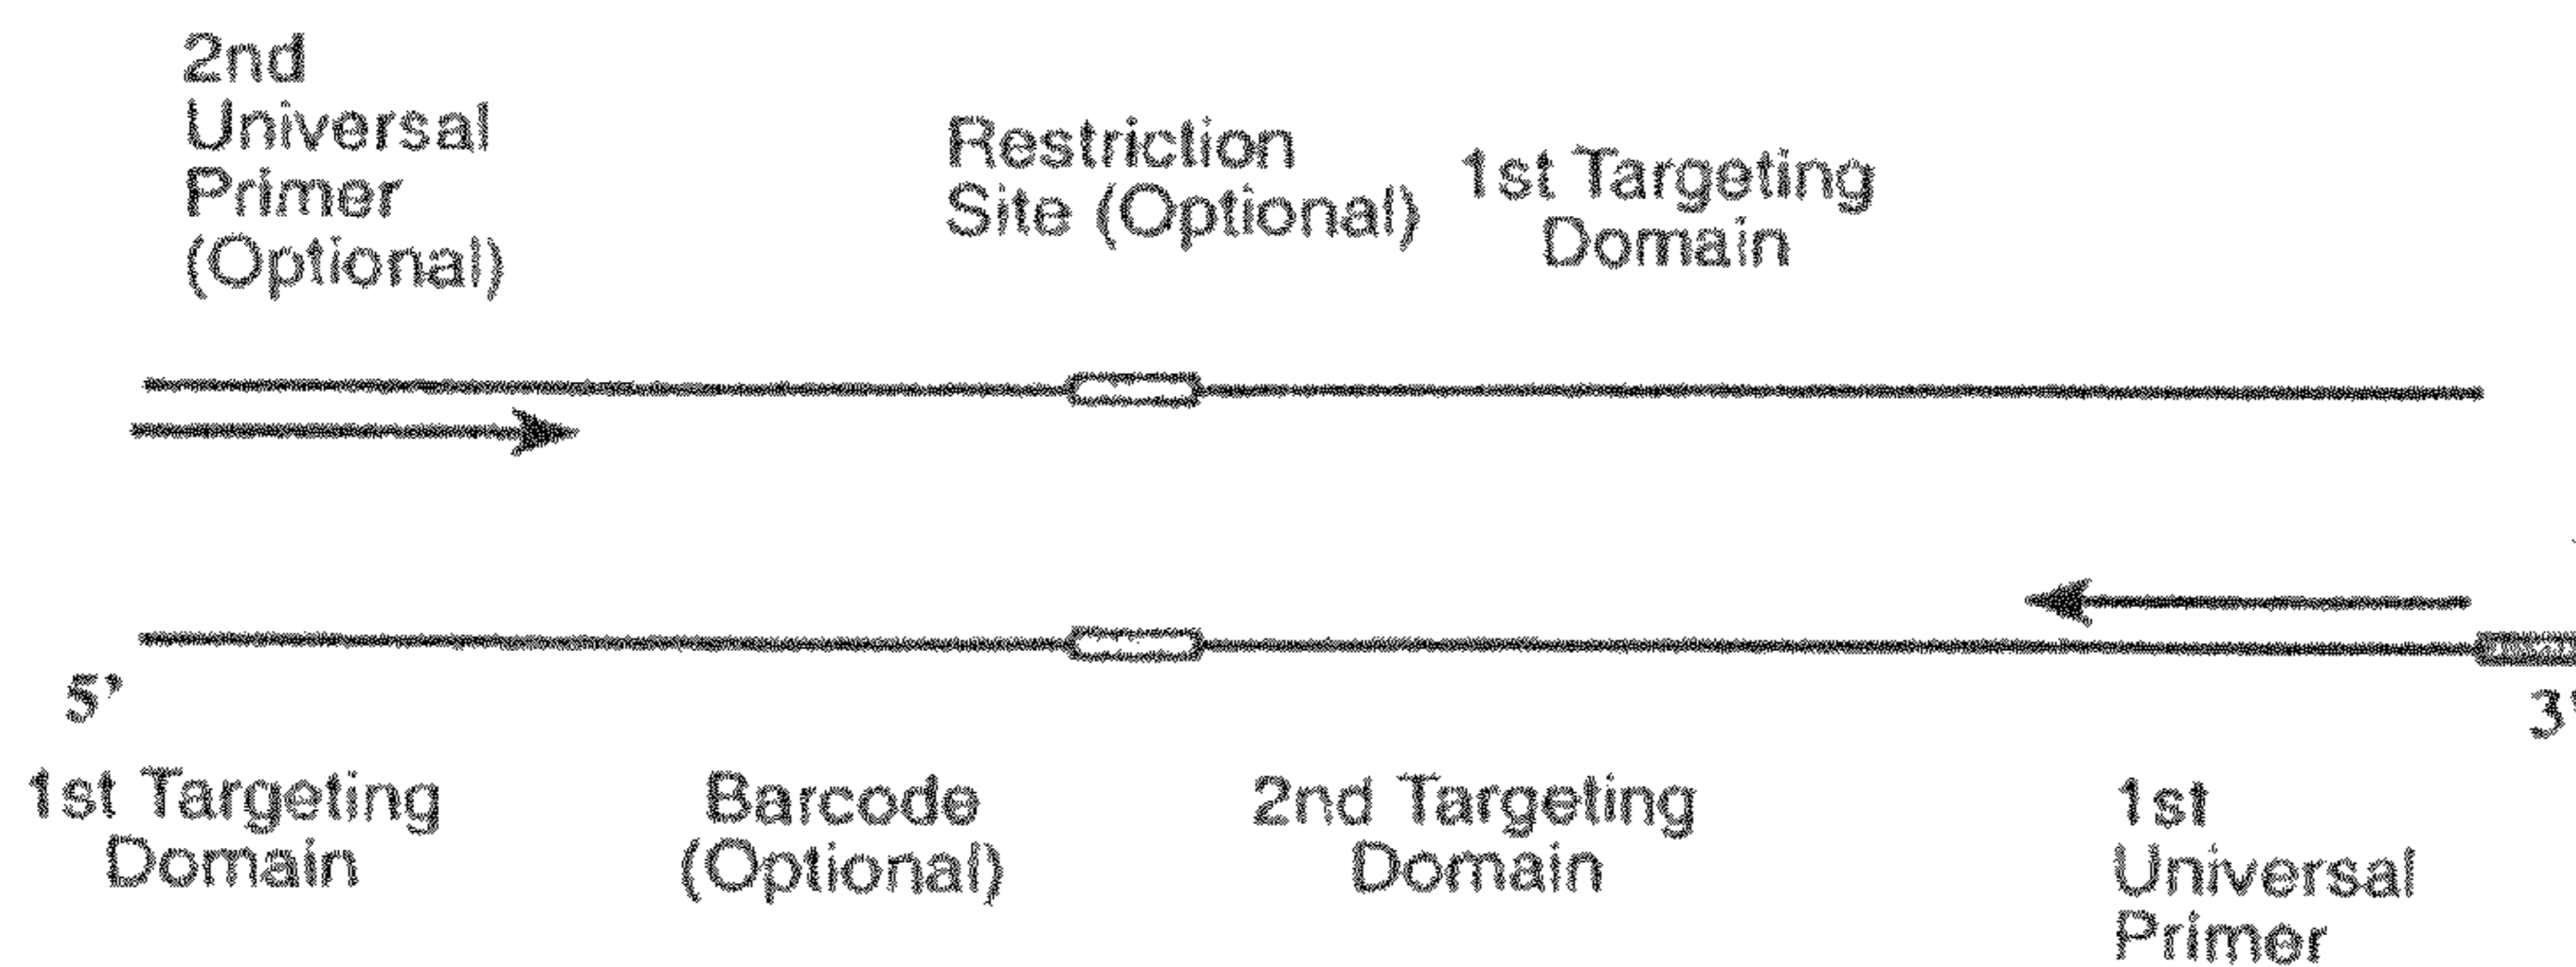 2nd
Universal
Primer
(Optional)
Restriction
Site (Optional)
1st Targeting
Domain
5'
3'
1st Targeting
Domain
Barcode
(Optional)
2nd Targeting
Domain
1st
Universal
Primer